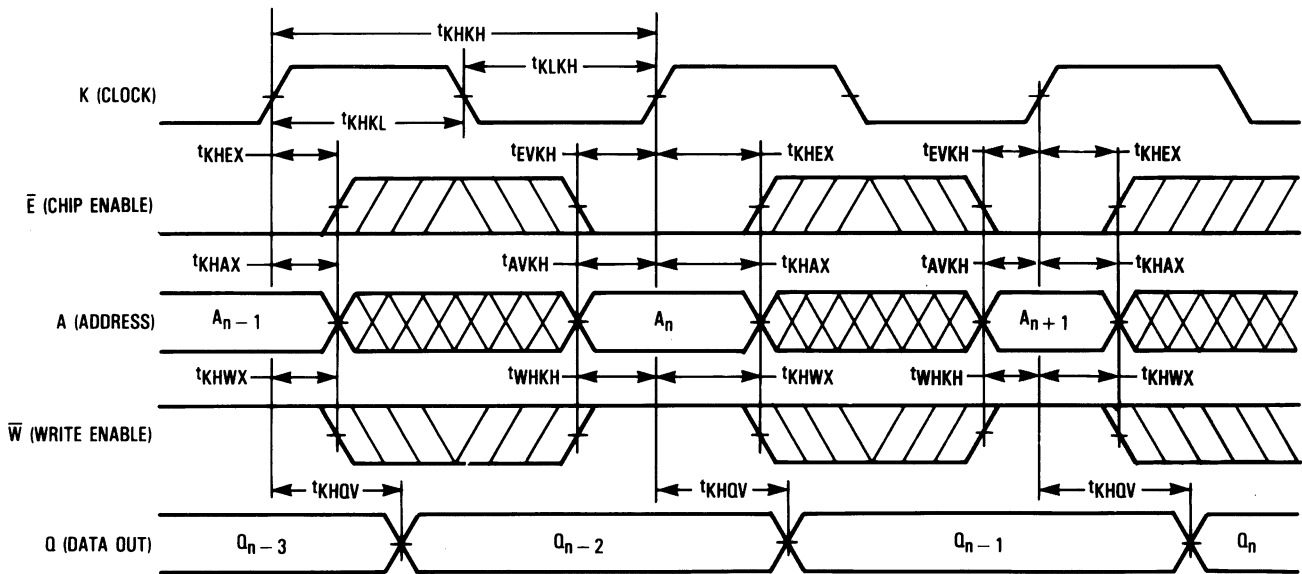 tKHKH
tKLKH
K (CLOCK)
tKHKL
tKHEX tEVKH tKHEX tEVKH tKHEX
E̅ (CHIP ENABLE)
tKHAX tAVKH tKHAX tAVKH tKHAX
A (ADDRESS) An – 1 An An + 1
tKHWX tWHKH tKHWX tWHKH tKHWX
W̅ (WRITE ENABLE)
tKHQV tKHQV tKHQV
Q (DATA OUT) Qn – 3 Qn – 2 Qn – 1 Qn